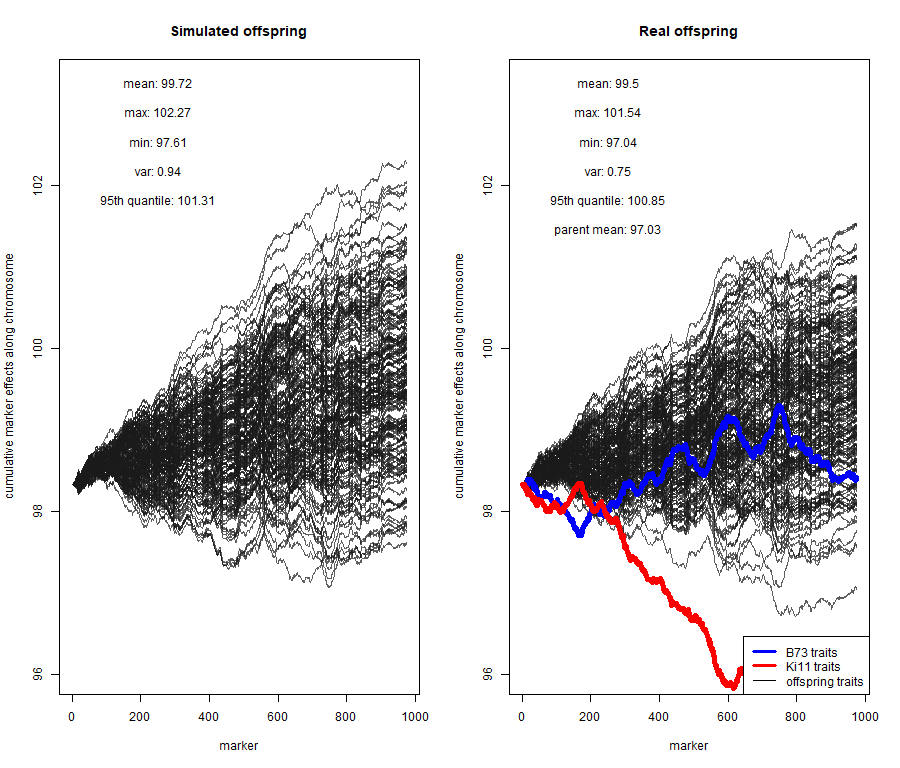 Simulated offspring
mean: 99.72
max: 102.27
min: 97.61
var: 0.94
95th quantile: 101.31
cumulative marker effects along chromosome
102
100
98
96
0
200
400
600
800
1000
marker
Real offspring
mean: 99.5
max: 101.54
min: 97.04
var: 0.75
95th quantile: 100.85
parent mean: 97.03
cumulative marker effects along chromosome
102
100
98
96
B73 traits
Ki11 traits
offspring traits
0
200
400
600
800
1000
marker